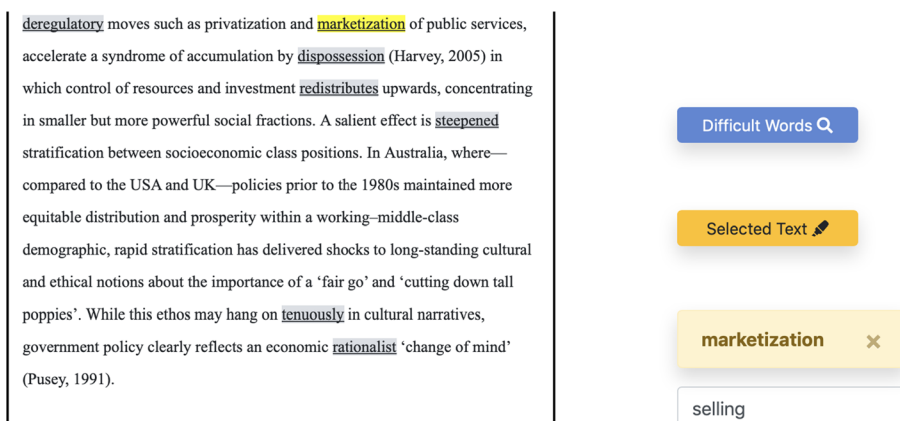 deregulatory moves such as privatization and marketization of public services,
accelerate a syndrome of accumulation by dispossession (Harvey, 2005) in
which control of resources and investment redistributes upwards, concentrating
in smaller but more powerful social fractions. A salient effect is steepened
stratification between socioeconomic class positions. In Australia, where—
compared to the USA and UK—policies prior to the 1980s maintained more
equitable distribution and prosperity within a working–middle-class
demographic, rapid stratification has delivered shocks to long-standing cultural
and ethical notions about the importance of a ‘fair go’ and ‘cutting down tall
poppies’. While this ethos may hang on tenuously in cultural narratives,
government policy clearly reflects an economic rationalist ‘change of mind’
(Pusey, 1991).
Difficult Words
Selected Text
marketization ×
selling